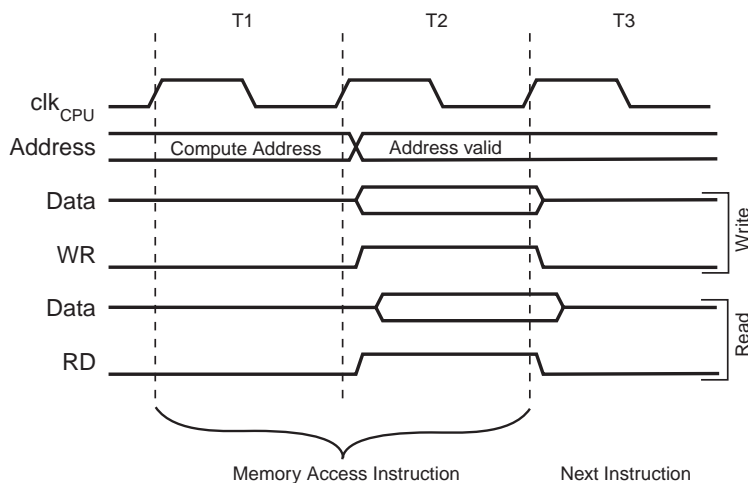 T1 T2 T3
clkCPU
Address Compute Address Address valid
Data
WR
Write
Data
RD
Read
Memory Access Instruction Next Instruction